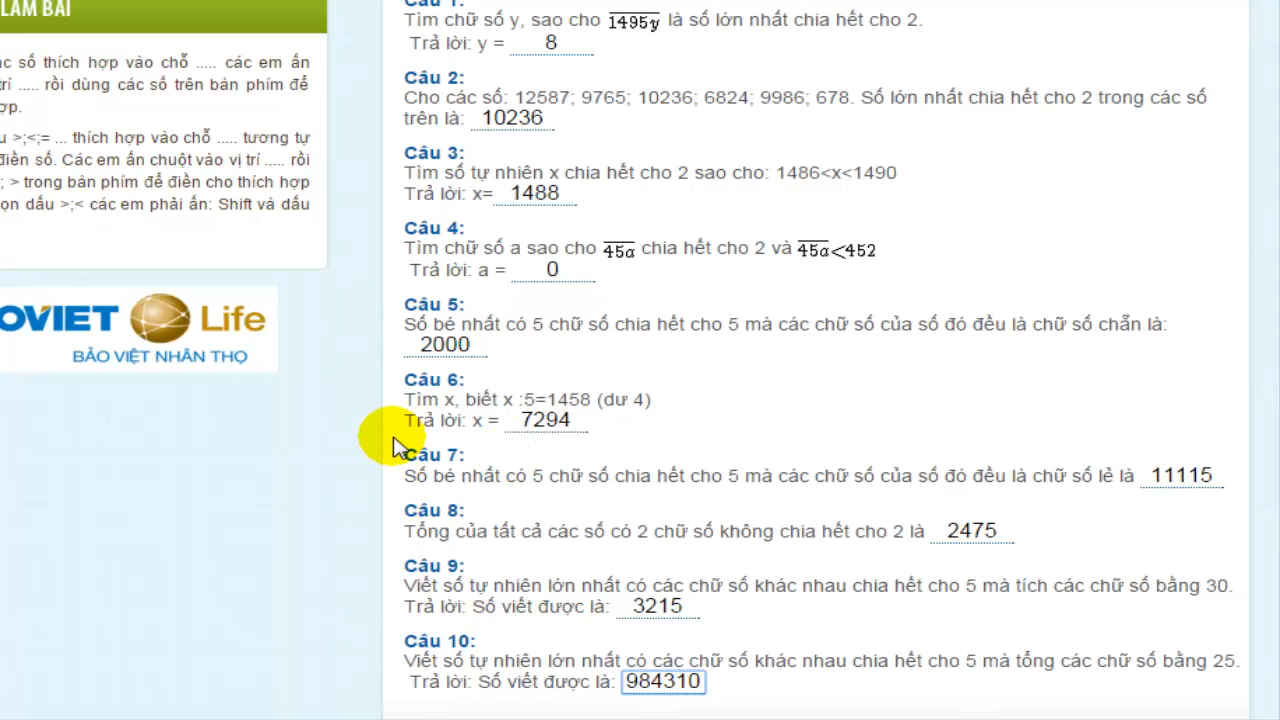 LÀM BÀI
ác số thích hợp vào chỗ ..... các em ấn
trí ..... rồi dùng các số trên bàn phím để
ợp.
u >;<;= ... thích hợp vào chỗ ..... tương tự
điền số. Các em ấn chuột vào vị trí ..... rồi
; > trong bàn phím để điền cho thích hợp
ọn dấu >;< các em phải ấn: Shift và dấu
OVIET Life
BẢO VIỆT NHÂN THỌ
Câu 1:
Tìm chữ số y, sao cho 1495y là số lớn nhất chia hết cho 2.
Trả lời: y = 8
Câu 2:
Cho các số: 12587; 9765; 10236; 6824; 9986; 678. Số lớn nhất chia hết cho 2 trong các số
trên là: 10236
Câu 3:
Tìm số tự nhiên x chia hết cho 2 sao cho: 1486<x<1490
Trả lời: x= 1488
Câu 4:
Tìm chữ số a sao cho 45a chia hết cho 2 và 45a<452
Trả lời: a = 0
Câu 5:
Số bé nhất có 5 chữ số chia hết cho 5 mà các chữ số của số đó đều là chữ số chẵn là:
2000
Câu 6:
Tìm x, biết x :5=1458 (dư 4)
Trả lời: x = 7294
Câu 7:
Số bé nhất có 5 chữ số chia hết cho 5 mà các chữ số của số đó đều là chữ số lẻ là 11115
Câu 8:
Tổng của tất cả các số có 2 chữ số không chia hết cho 2 là 2475
Câu 9:
Viết số tự nhiên lớn nhất có các chữ số khác nhau chia hết cho 5 mà tích các chữ số bằng 30.
Trả lời: Số viết được là: 3215
Câu 10:
Viết số tự nhiên lớn nhất có các chữ số khác nhau chia hết cho 5 mà tổng các chữ số bằng 25.
Trả lời: Số viết được là: 984310